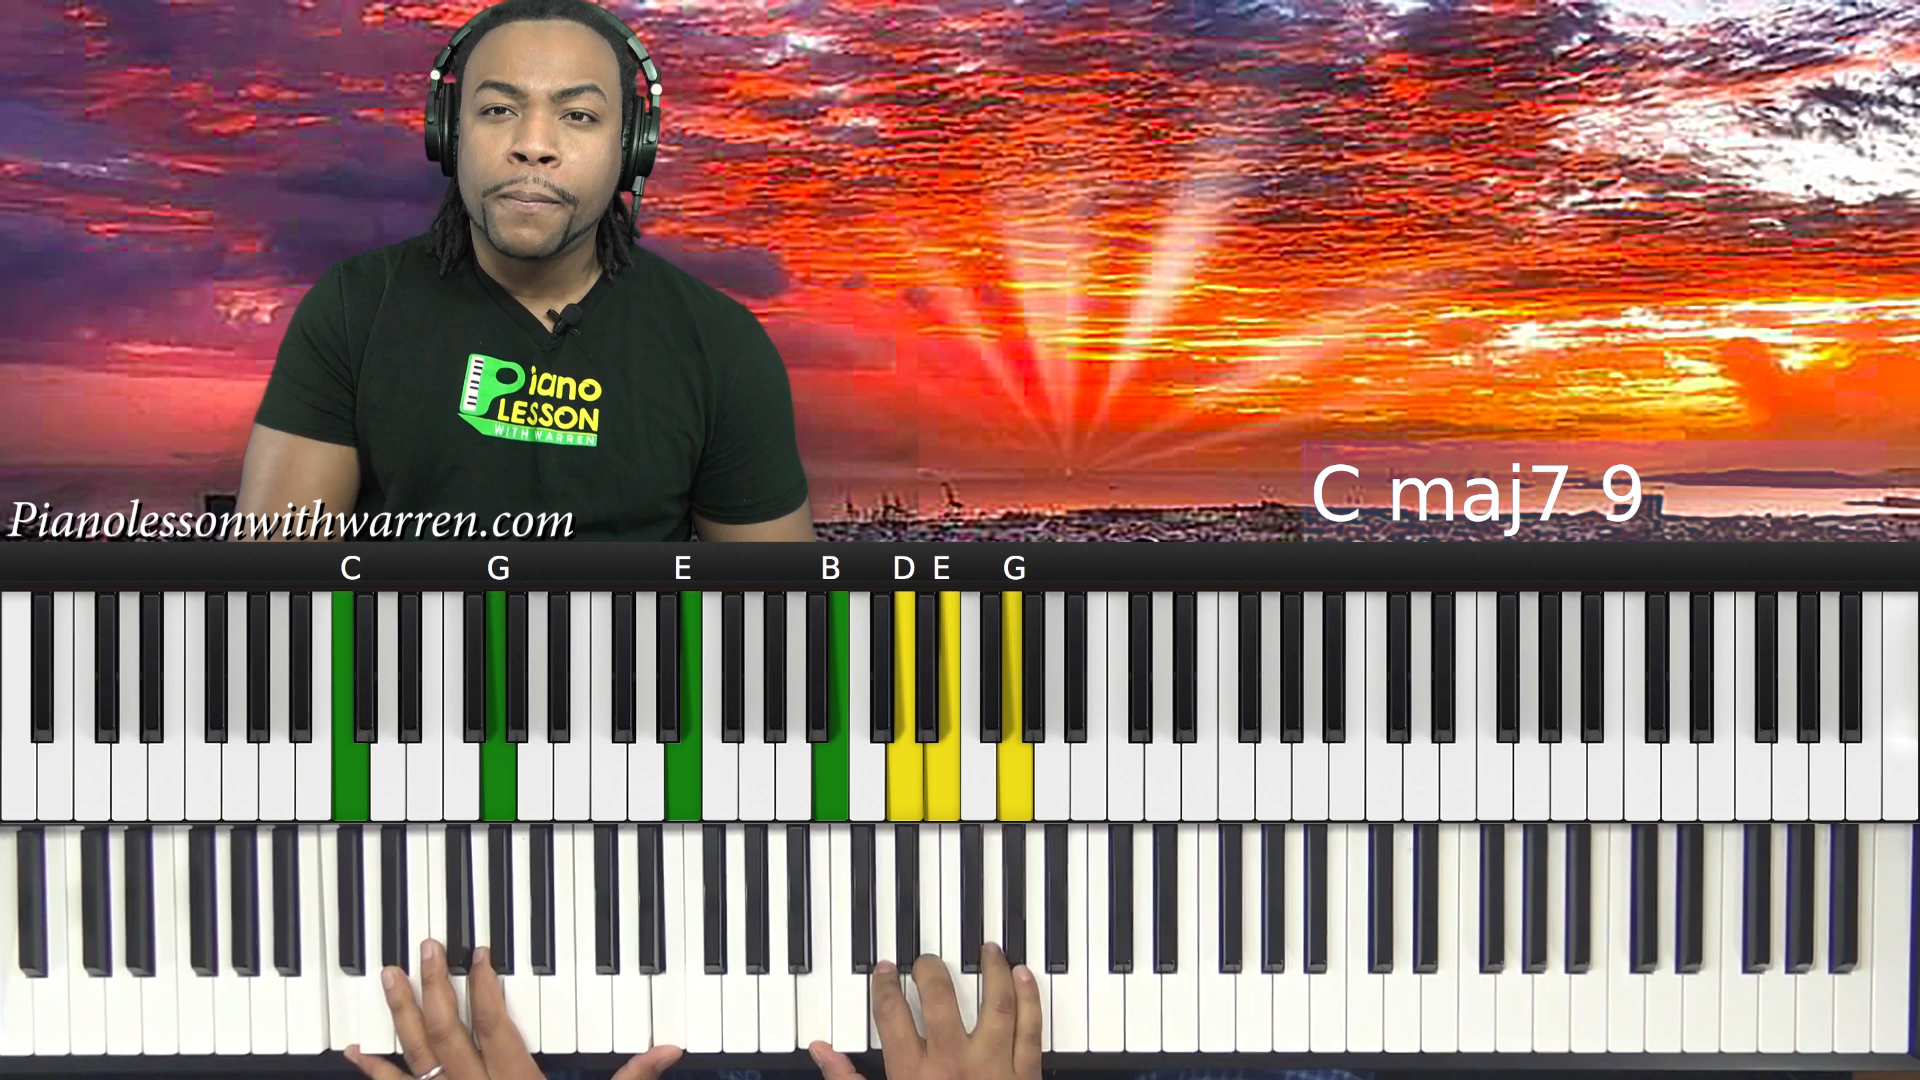 Piano
LESSON
WITH WARREN
C maj7 9
Pianolessonwithwarren.com
C G E B D E G